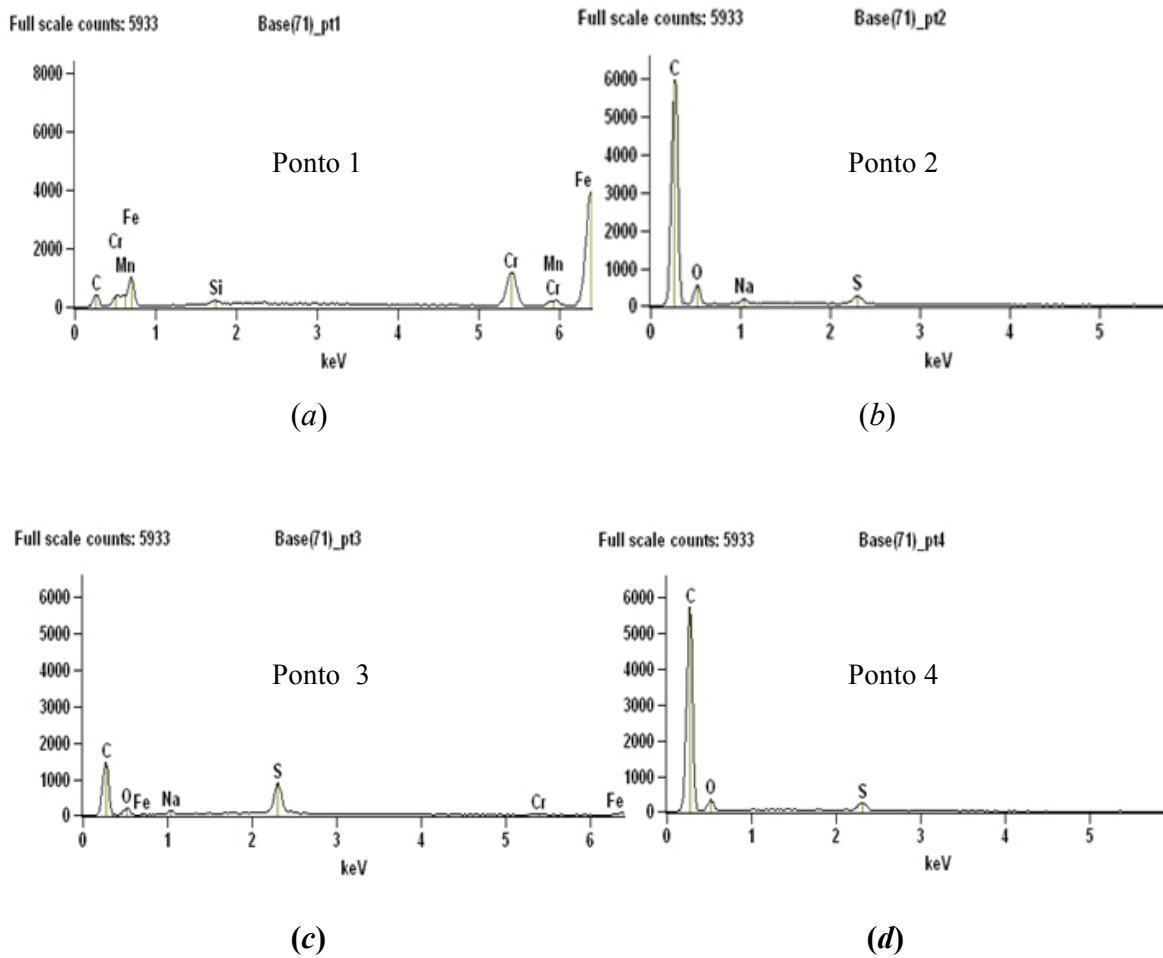 Full scale counts: 5933 Base(71)_pt1
8000
6000
4000
2000
0
Ponto 1
C
Cr
Mn
Fe
Si
Cr
Mn
Cr
Fe
0 1 2 3 4 5 6
keV
(a)
Full scale counts: 5933 Base(71)_pt2
6000
5000
4000
3000
2000
1000
0
Ponto 2
C
O
Na
S
0 1 2 3 4 5
keV
(b)
Full scale counts: 5933 Base(71)_pt3
6000
5000
4000
3000
2000
1000
0
Ponto 3
C
O
Fe
Na
S
Cr
Fe
0 1 2 3 4 5 6
keV
(c)
Full scale counts: 5933 Base(71)_pt4
6000
5000
4000
3000
2000
1000
0
Ponto 4
C
O
S
0 1 2 3 4 5
keV
(d)